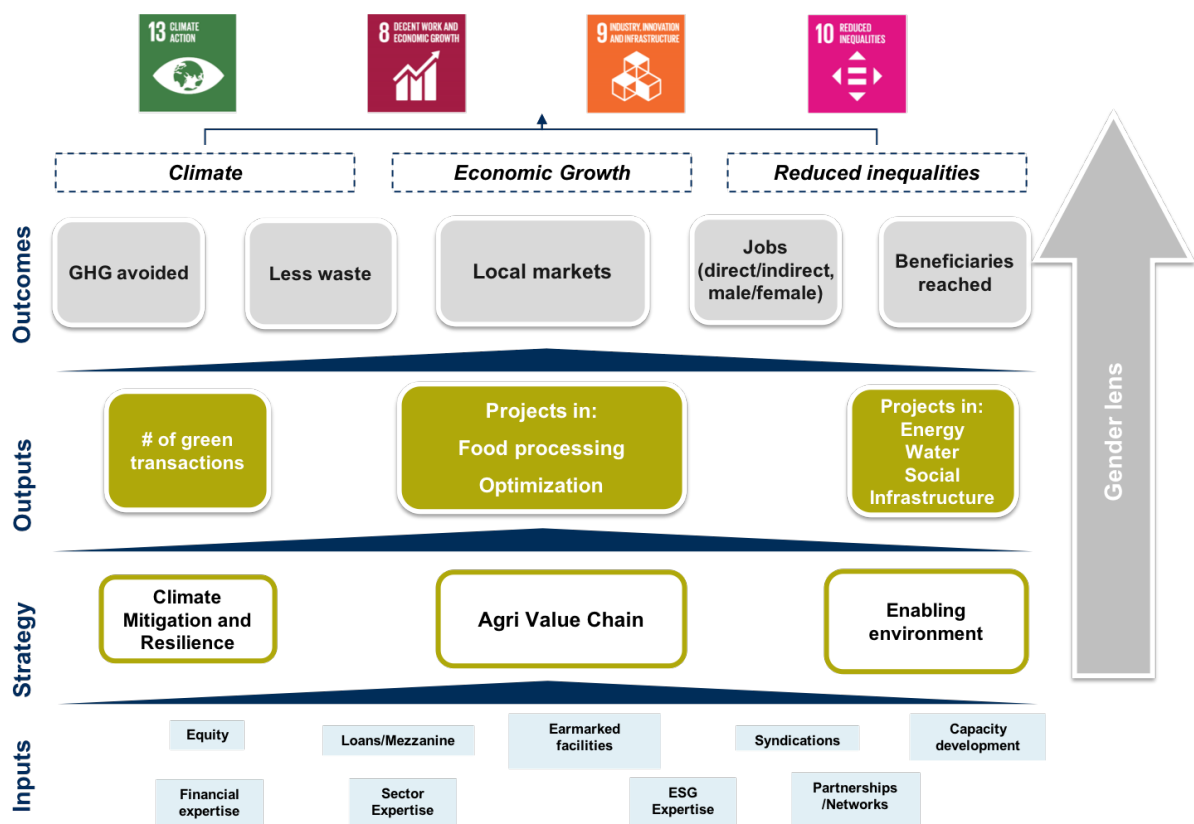 13 CLIMATE
ACTION
8 DECENT WORK AND
ECONOMIC GROWTH
9 INDUSTRY, INNOVATION
AND INFRASTRUCTURE
10 REDUCED
INEQUALITIES
Climate
Economic Growth
Reduced inequalities
Outcomes
GHG avoided
Less waste
Local markets
Jobs
(direct/indirect,
male/female)
Beneficiaries
reached
Gender lens
Outputs
# of green
transactions
Projects in:
Food processing
Optimization
Projects in:
Energy
Water
Social
Infrastructure
Strategy
Climate
Mitigation and
Resilience
Agri Value Chain
Enabling
environment
Inputs
Equity
Loans/Mezzanine
Earmarked
facilities
Syndications
Capacity
development
Financial
expertise
Sector
Expertise
ESG
Expertise
Partnerships
/Networks